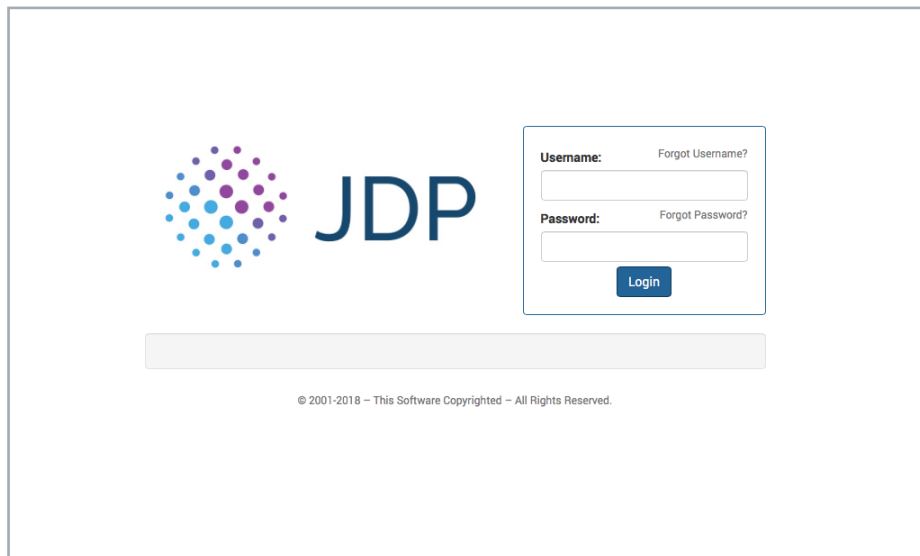 JDP
Username:
Forgot Username?
Password:
Forgot Password?
Login
© 2001-2018 – This Software Copyrighted – All Rights Reserved.